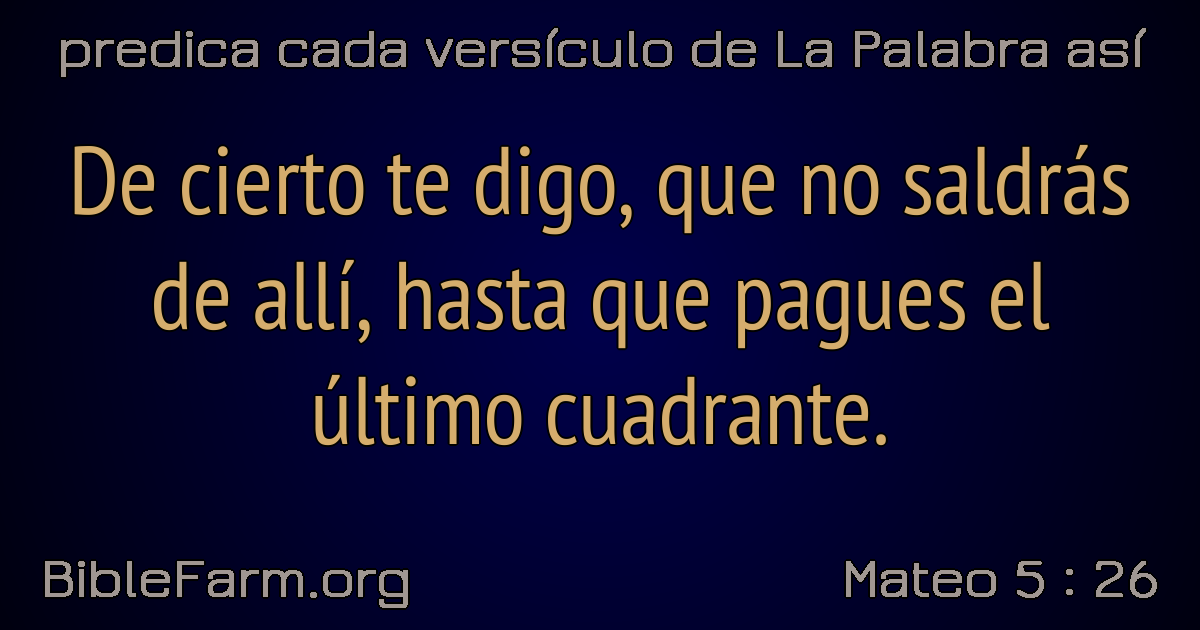 predica cada versículo de La Palabra así
De cierto te digo, que no saldrás
de allí, hasta que pagues el
último cuadrante.
BibleFarm.org
Mateo 5 : 26